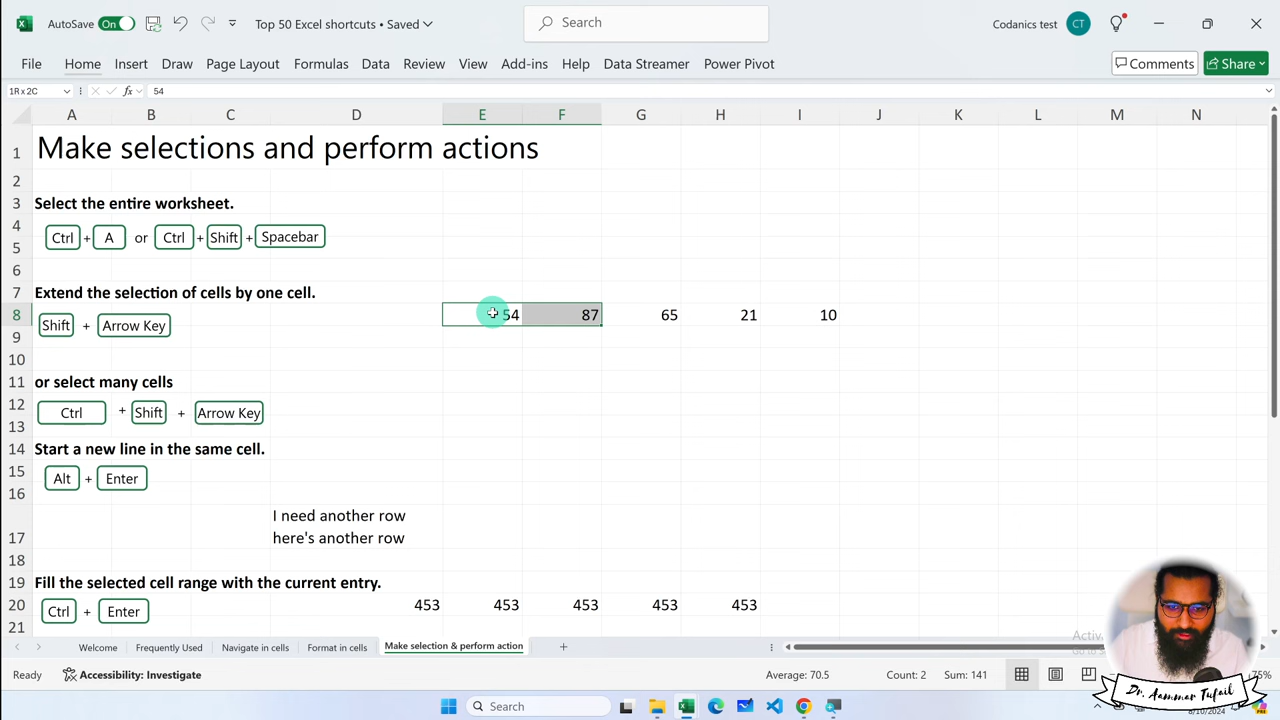 AutoSave On Top 50 Excel shortcuts • Saved Search Codanics test CT
File Home Insert Draw Page Layout Formulas Data Review View Add-ins Help Data Streamer Power Pivot Comments Share
1R x 2C fx 54
A B C D E F G H I J K L M N
1 Make selections and perform actions
2
3 Select the entire worksheet.
4
Ctrl + A or Ctrl + Shift + Spacebar
5
6
7 Extend the selection of cells by one cell.
8 54 87 65 21 10
Shift + Arrow Key
9
10
11 or select many cells
12
Ctrl + Shift + Arrow Key
13
14 Start a new line in the same cell.
15
Alt + Enter
16
I need another row
17 here's another row
18
19 Fill the selected cell range with the current entry.
20 453 453 453 453 453
Ctrl + Enter
21
Welcome Frequently Used Navigate in cells Format in cells Make selection & perform action
Ready Accessibility: Investigate Average: 70.5 Count: 2 Sum: 141 75%
Search
Dr. Aammar Tufail
8/10/2024